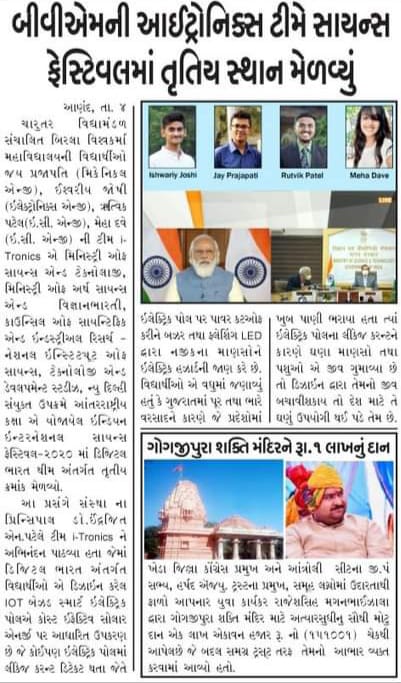 બીવીએમની આઈટ્રોનિક્સ ટીમે સાયન્સ
ફેસ્ટિવલમાં તૃતિય સ્થાન મેળવ્યું
આણંદ, તા. ૪
ચારુતર વિદ્યામંડળ
સંચાલિત બિરલા વિશ્વકર્મા
મહાવિદ્યાલયની વિદ્યાર્થીઓ
જય પ્રજાપતિ (મિકેનિકલ
એન્જી), ઈશ્વરીય જોષી
(ઈલેક્ટ્રોનિક્સ એન્જી), ઋત્વિક
પટેલ(ઈ.સી. એન્જી), મેહા દવે
(ઈ.સી. એન્જી) ની ટીમ i-
Tronics એ મિનિસ્ટ્રી ઓફ
સાયન્સ એન્ડ ટેકનોલાજી,
મિનિસ્ટ્રી ઓફ અર્થ સાયન્સ
એન્ડ વિજ્ઞાનભારતી,
કાઉન્સિલ ઓફ સાયન્ટિફિક
એન્ડ ઈન્ડસ્ટ્રીઅલ રિસર્ચ -
નેશનલ ઈન્સ્ટિટ્યૂટ ઓફ
સાયન્સ, ટેકનોલોજી એન્ડ
ડેવલપમેન્ટ સ્ટડીઝ, ન્યુ દિલ્હી
સંયુક્ત ઉપક્રમે આંતરરાષ્ટ્રીય
કક્ષા એ યોજાયેલ ઈન્ડિયન
ઈન્ટરનેશનલ સાયન્સ
ફેસ્ટિવલ-૨૦૨૦ માં ડિજિટલ
ભારત થીમ અંતર્ગત તૃતીય
ક્રમાંક મેળવ્યો.
આ પ્રસંગે સંસ્થા ના
પ્રિન્સિપાલ ડો.ઈંદ્રજિત
એન.પટેલે ટીમ i-Tronics ને
અભિનંદન પાઠવ્યા હતા જેમાં
ડિજિટલ ભારત અંતર્ગત
વિદ્યાર્થીઓ એ ડિઝાઇન કરેલ
IOT બેઝડ સ્માર્ટ ઈલેક્ટ્રિક
પોલએ કોસ્ટ ઈફેક્ટિવ સોલાર
એનર્જી પર આધારિત ઉપકરણ
છે જે કોઈપણ ઈલેક્ટ્રિક પોલમાં
લીકેજ કરન્ટ ડિટેક્ટ થતા જેતે
Ishwariy Joshi Jay Prajapati Rutvik Patel Meha Dave
ઈલેક્ટ્રિક પોલ પર પાવર કટઓફ
કરીને બઝર તથા ફ્લેશિંગ LED
દ્વારા નજીકના માણસોને
ઈલેક્ટ્રિક હઝાર્ડની જાણ કરે છે.
વિદ્યાર્થીઓ એ વધુમાં જણાવ્યું
હતું કે ગુજરાતમાં પૂર તથા ભારે
વરસાદને કારણે જે પ્રદેશોમાં
ખૂબ પાણી ભરાયા હતા ત્યાં
ઈલેક્ટ્રિક પોલના લીકેજ કરન્ટને
કારણે ઘણા માણસો તથા
પશુઓ એ જીવ ગુમાવ્યા છે
તો ડિઝાઇન દ્વારા તેમનો જીવ
બચાવીશકાય તો દેશ માટે તે
ઘણું ઉપયોગી થઈ પડે તેમ છે.
ગોગજીપુરા શક્તિ મંદિરને રૂા.૧ લાખનું દાન
ખેડા જિલ્લા કોંગ્રેસ પ્રમુખ અને આંત્રોલી સીટના જી.પં
સભ્ય, હર્ષદ એજયુ. ટ્રસ્ટના પ્રમુખ, સમૂહ લગ્નોમાં ઉદારતાથી
ફાળો આપનાર યુવા કાર્યકર રાજેશસિંહ મગનભાઈઝાલા
દ્વારા ગોગજીપુરા શક્તિ મંદિર માટે અત્યારસુધીનુ સૌથી મોટુ
દાન એક લાખ એકાવન હજાર રૂા. નો (૧૫૧૦૦૧) ચેકથી
આપેલછે જે બદલ સમગ્ર ટ્રસ્ટ તરફ તેમનો આભાર વ્યક્ત
કરવામાં આવ્યો હતો.